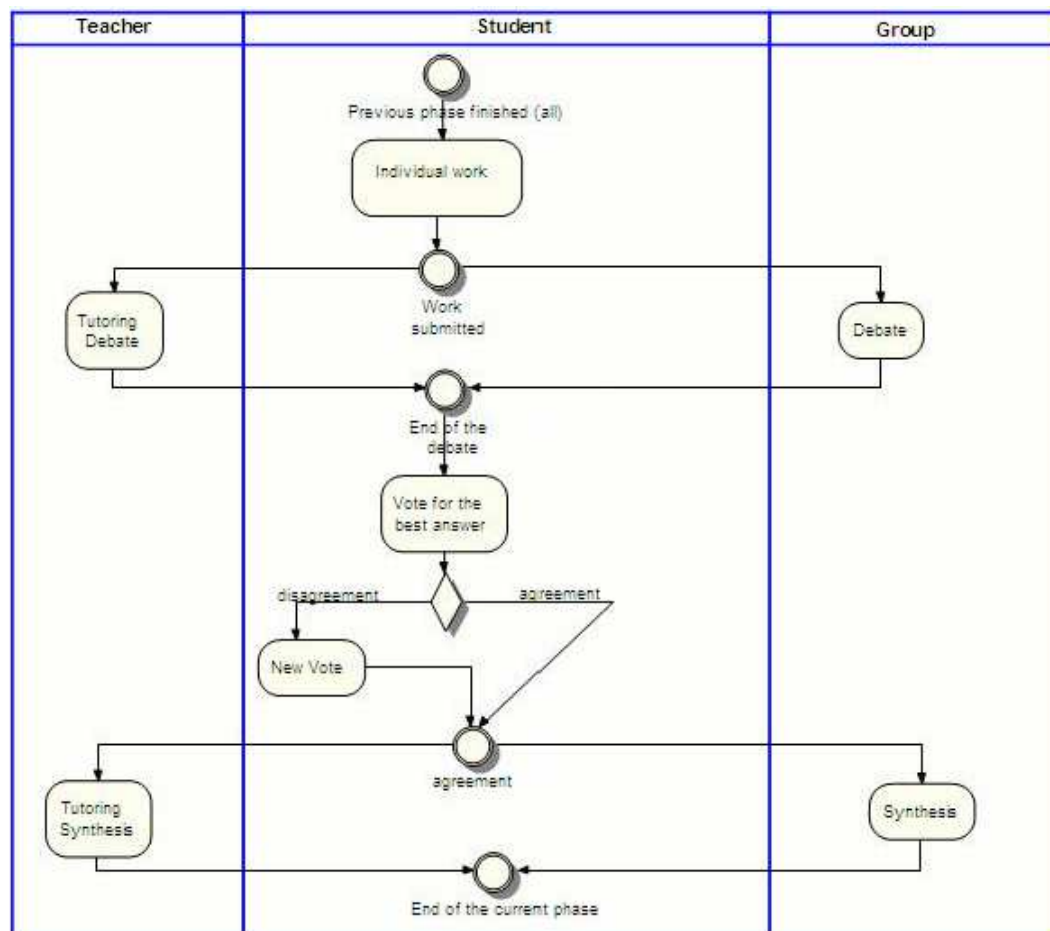 Teacher
Student
Group
Previous phase finished (all)
Individual work
Work
submitted
Tutoring
Debate
Debate
End of the
debate
Vote for the
best answer
disagreement
agreement
New Vote
agreement
Tutoring
Synthesis
Synthesis
End of the current phase